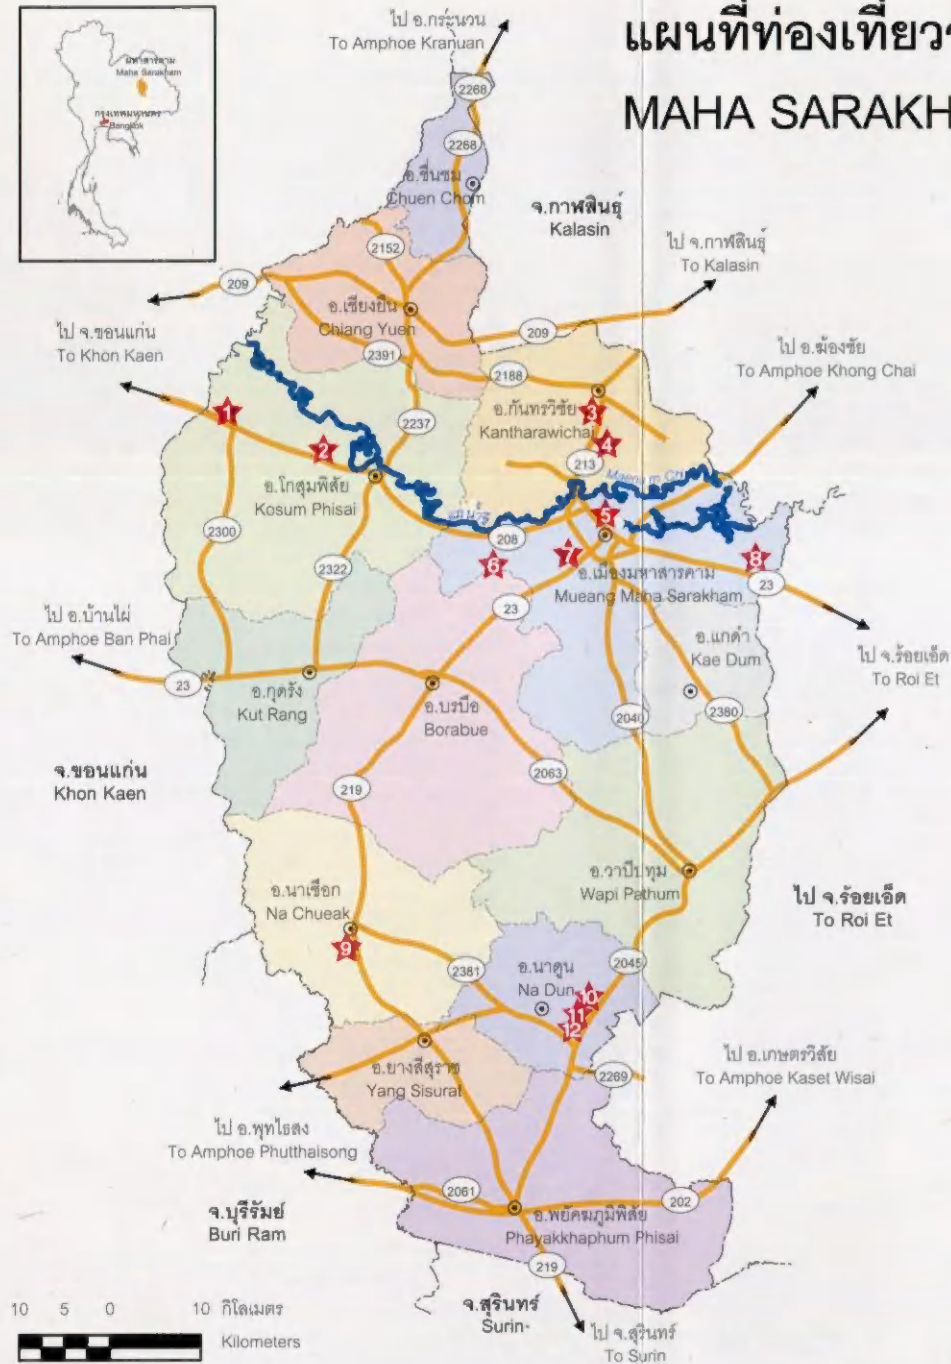 แผนที่ท่องเที่ยว
MAHA SARAKH
มหาสารคาม
Maha Sarakham
กรุงเทพมหานคร
Bangkok
ไป อ.กระนวน
To Amphoe Kranuan
2268
2268
อ.ชื่นชม
Chuen Chom
จ.กาฬสินธุ์
Kalasin
ไป จ.กาฬสินธุ์
To Kalasin
2152
209
อ.เชียงยืน
Chiang Yuen
209
ไป จ.ขอนแก่น
To Khon Kaen
2391
2188
ไป อ.ฆ้องชัย
To Amphoe Khong Chai
1
2
2237
อ.กันทรวิชัย
Kantharawichai
3
4
213
อ.โกสุมพิสัย
Kosum Phisai
แม่น้ำชี
208
5
6
7
8
2300
2322
23
อ.เมืองมหาสารคาม
Mueang Maha Sarakham
23
ไป อ.บ้านไผ่
To Amphoe Ban Phai
อ.แกดำ
Kae Dum
ไป จ.ร้อยเอ็ด
To Roi Et
23
อ.กุดรัง
Kut Rang
อ.บรบือ
Borabue
2040
2380
จ.ขอนแก่น
Khon Kaen
219
2063
อ.วาปีปทุม
Wapi Pathum
อ.นาเชือก
Na Chueak
ไป จ.ร้อยเอ็ด
To Roi Et
9
2381
อ.นาดูน
Na Dun
2045
10
11
12
อ.ยางสีสุราช
Yang Sisurat
2269
ไป อ.เกษตรวิสัย
To Amphoe Kaset Wisai
ไป อ.พุทไธสง
To Amphoe Phutthaisong
2061
202
จ.บุรีรัมย์
Buri Ram
อ.พยัคฆภูมิพิสัย
Phayakkhaphum Phisai
219
จ.สุรินทร์
Surin
ไป จ.สุรินทร์
To Surin
10 5 0 10 กิโลเมตร
Kilometers